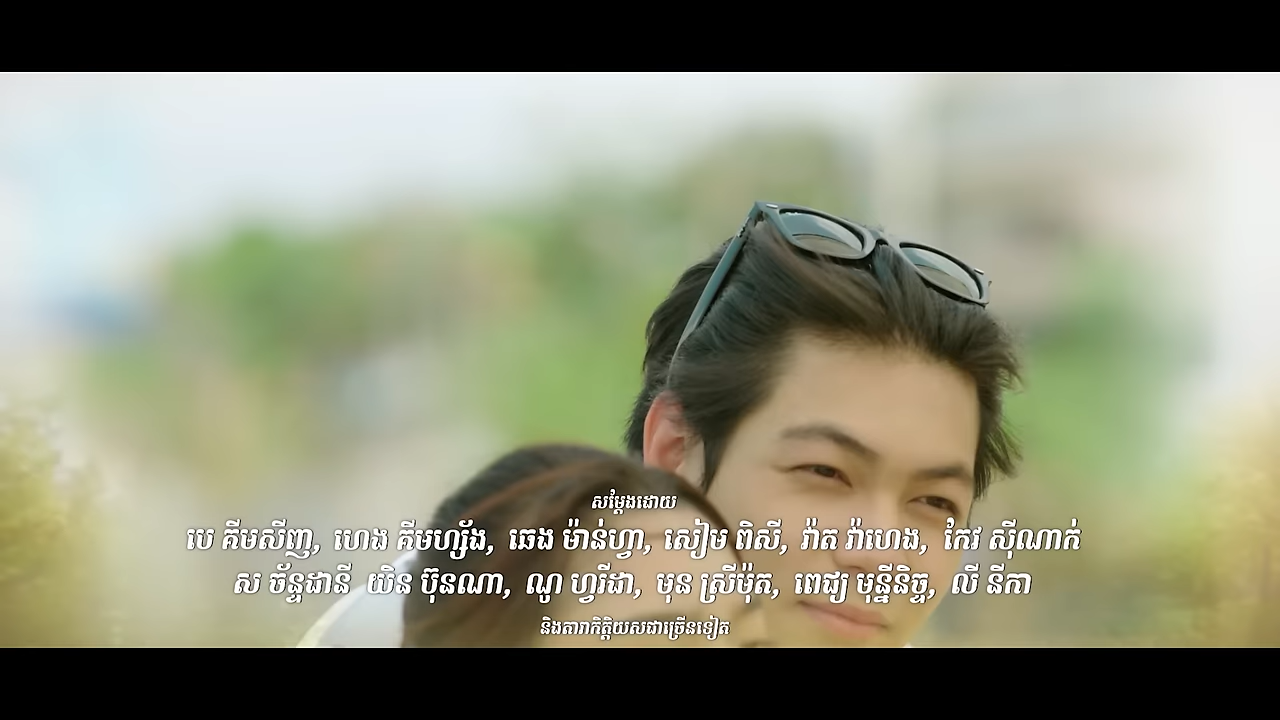 សម្ដែងដោយ
បេ គីមសីញ, ហេង គីមហ្ស័ង, ឆេង ម៉ាន់ហ្វា, សៀម ពិសី, វ៉ាត វ៉ាហេង, កែវ ស៊ីណាក់
ស ច័ន្ទដានី យិន ប៊ុនណា, ណូ ហ្វរីដា, មុន ស្រីម៉ុត, ពេជ្យ មុន្នីនិច្ច, លី នីកា
និងតារាកិត្តិយសជាច្រើនទៀត